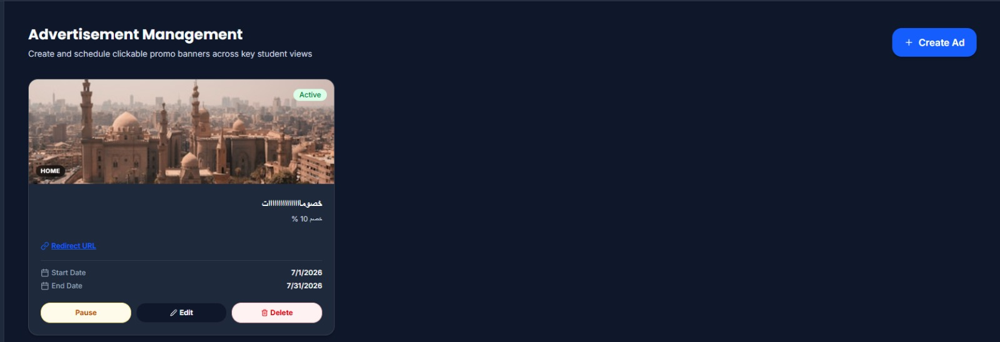 Advertisement Management
Create and schedule clickable promo banners across key student views
+ Create Ad
Active
HOME
خصوماااااااااااااااات
خصم 10 %
Redirect URL
Start Date 7/1/2026
End Date 7/31/2026
Pause
Edit
Delete